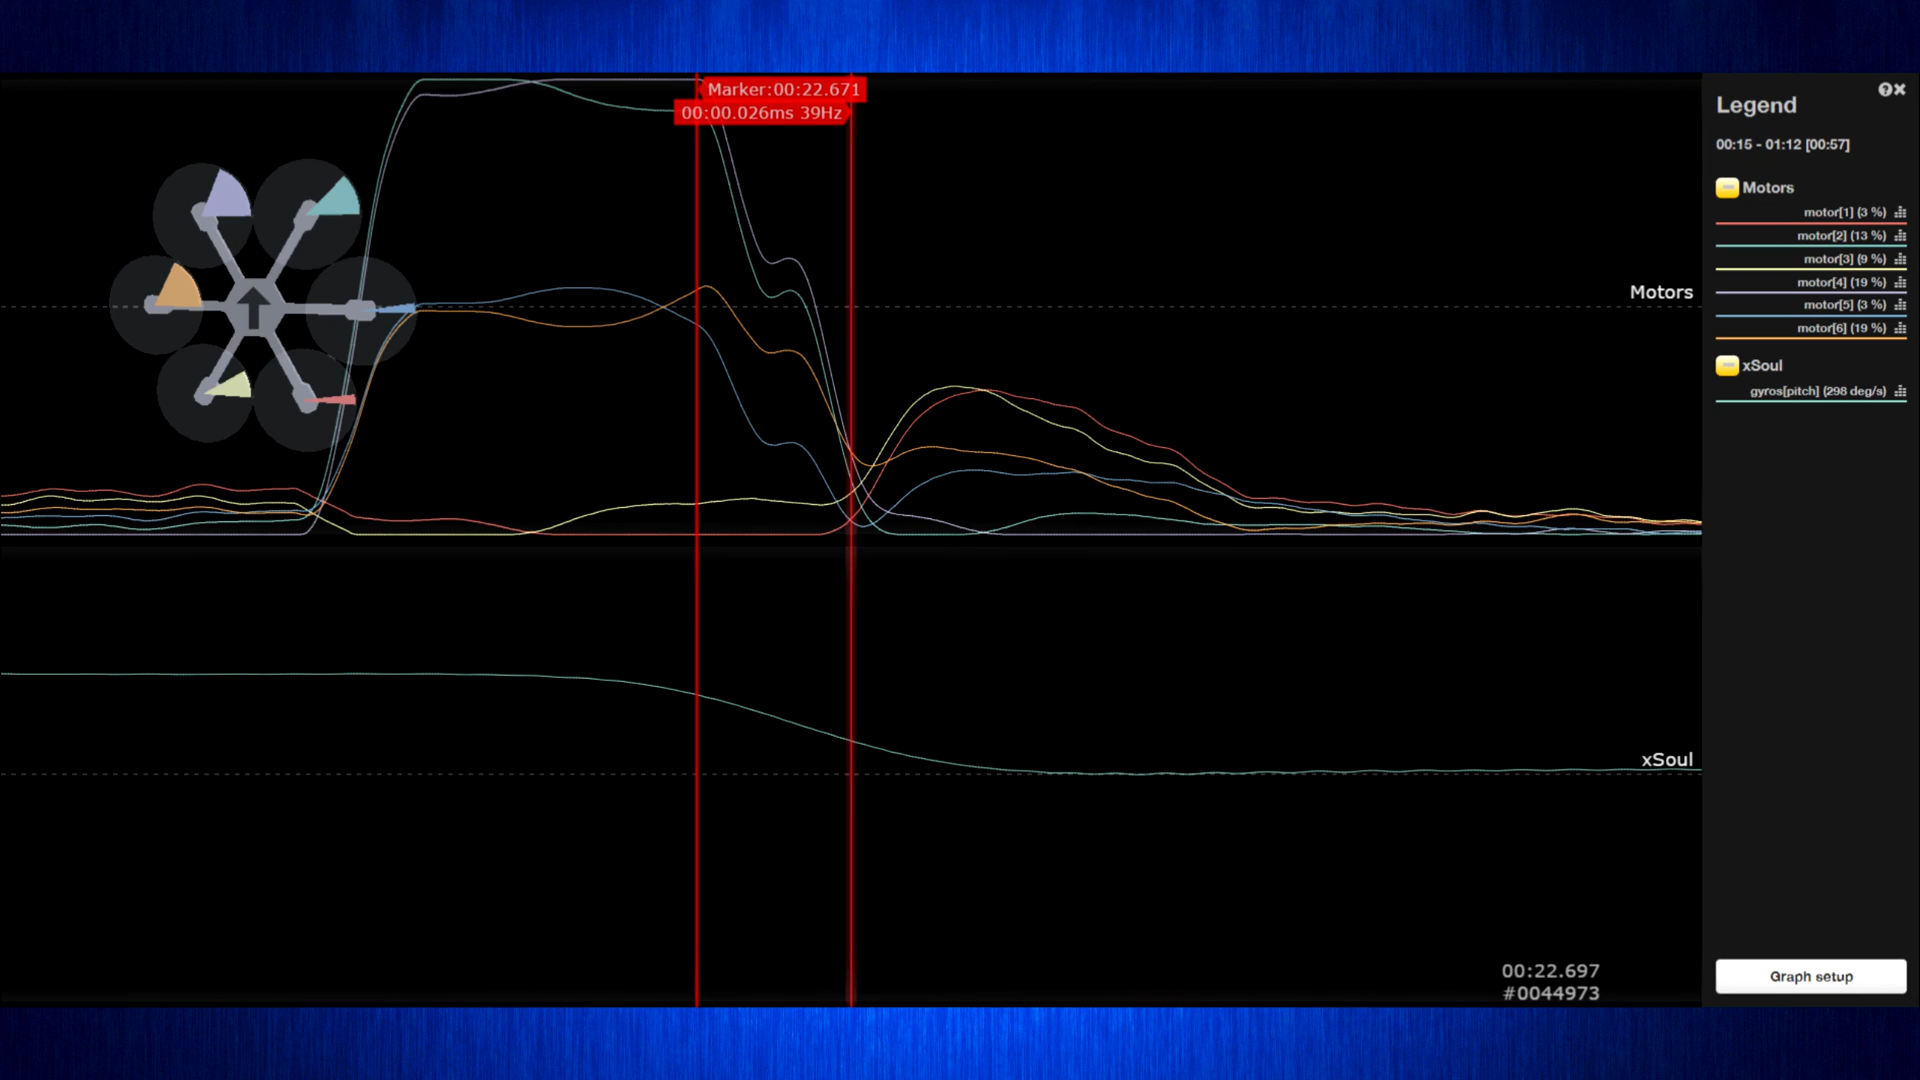 Marker:00:22.671
00:00.026ms 39Hz
Motors
xSoul
00:22.697
#0044973
Legend
00:15 - 01:12 [00:57]
Motors
motor[1] (3 %)
motor[2] (13 %)
motor[3] (9 %)
motor[4] (19 %)
motor[5] (3 %)
motor[6] (19 %)
xSoul
gyros[pitch] (298 deg/s)
Graph setup